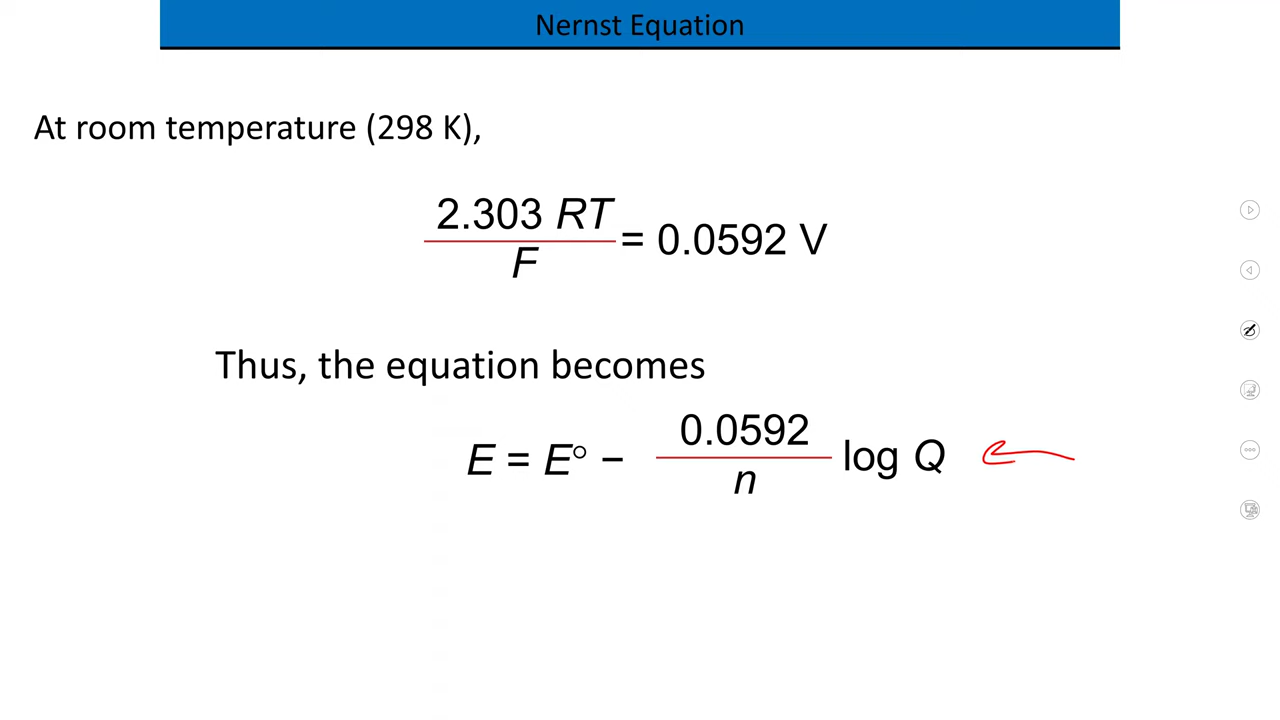 Nernst Equation
At room temperature (298 K),
2.303 RT
F
= 0.0592 V
Thus, the equation becomes
E = E° −
0.0592
n
log Q